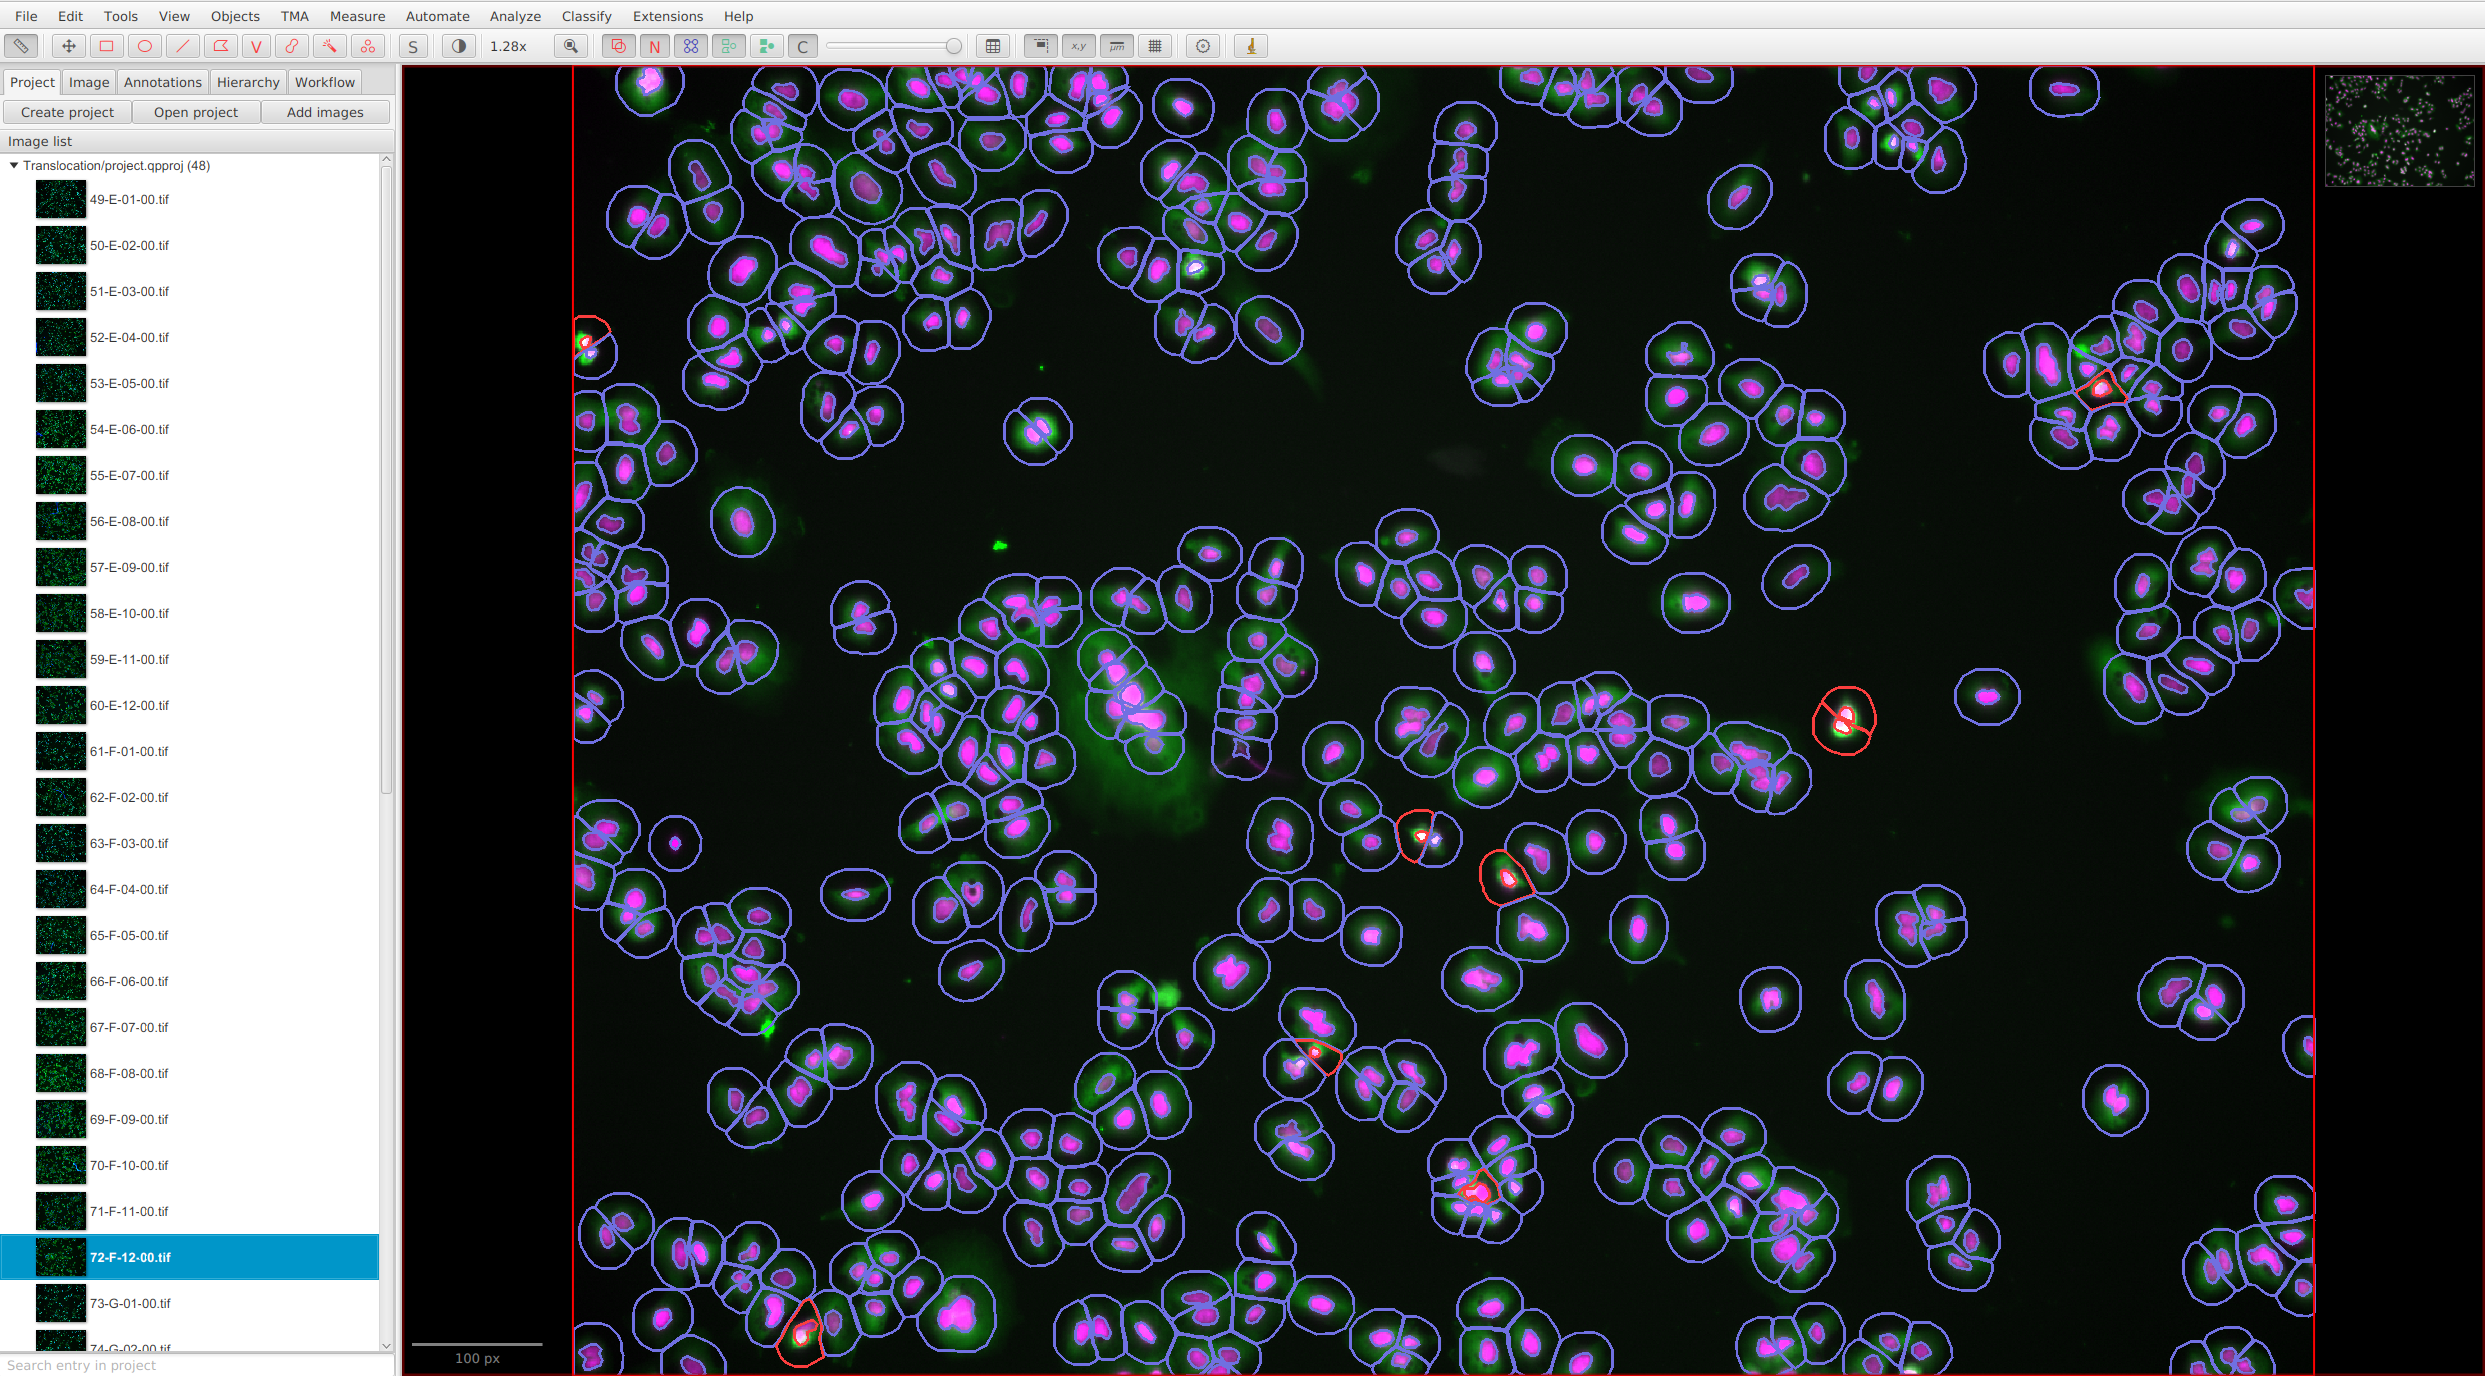 File Edit Tools View Objects TMA Measure Automate Analyze Classify Extensions Help
S 1.28x N C x,y µm
Project Image Annotations Hierarchy Workflow
Create project Open project Add images
Image list
Translocation/project.qpproj (48)
49-E-01-00.tif
50-E-02-00.tif
51-E-03-00.tif
52-E-04-00.tif
53-E-05-00.tif
54-E-06-00.tif
55-E-07-00.tif
56-E-08-00.tif
57-E-09-00.tif
58-E-10-00.tif
59-E-11-00.tif
60-E-12-00.tif
61-F-01-00.tif
62-F-02-00.tif
63-F-03-00.tif
64-F-04-00.tif
65-F-05-00.tif
66-F-06-00.tif
67-F-07-00.tif
68-F-08-00.tif
69-F-09-00.tif
70-F-10-00.tif
71-F-11-00.tif
72-F-12-00.tif
73-G-01-00.tif
74-G-02-00.tif
Search entry in project
100 px